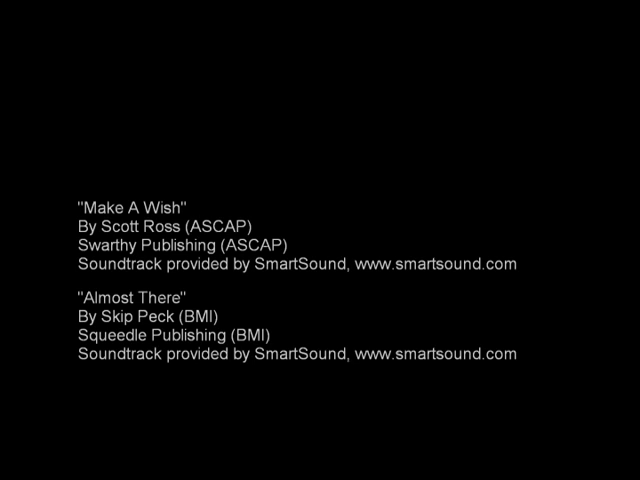 "Make A Wish"
By Scott Ross (ASCAP)
Swarthy Publishing (ASCAP)
Soundtrack provided by SmartSound, www.smartsound.com
"Almost There"
By Skip Peck (BMI)
Squeedle Publishing (BMI)
Soundtrack provided by SmartSound, www.smartsound.com